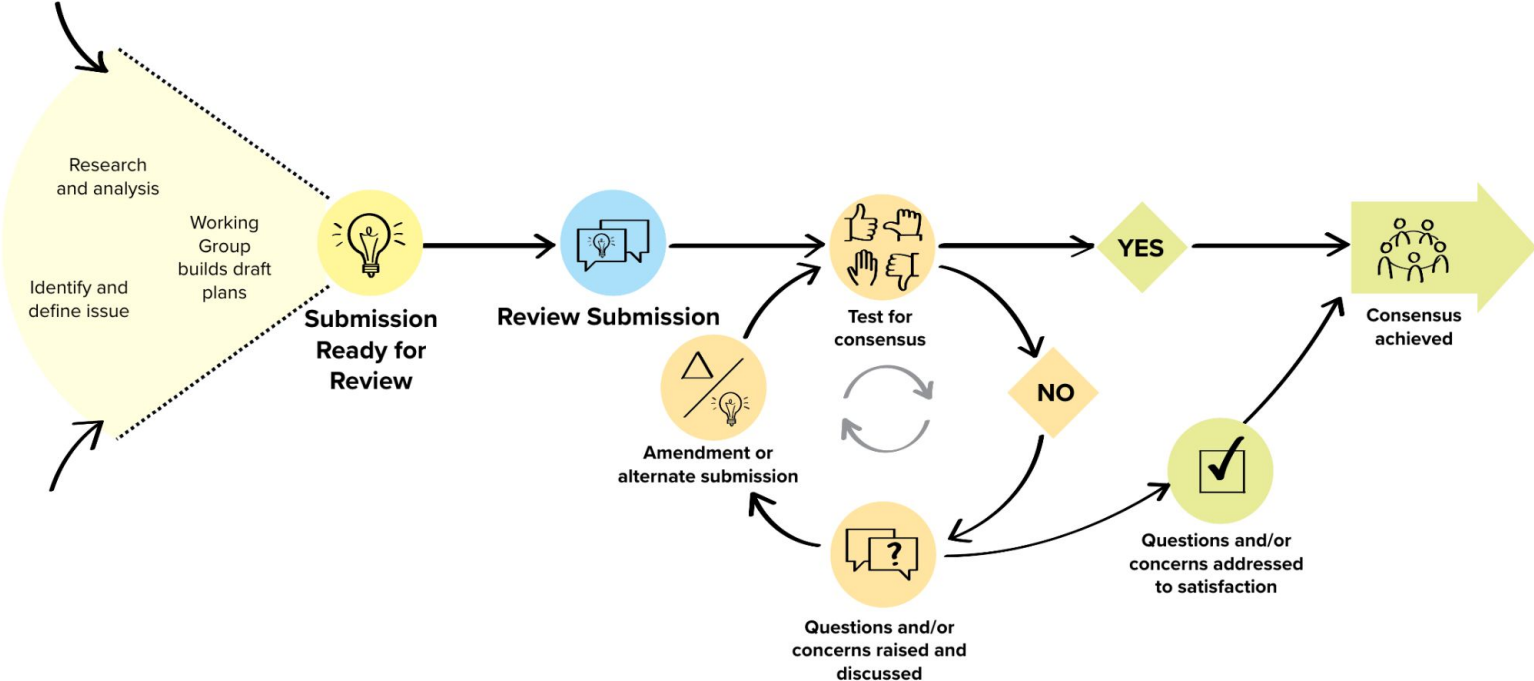 Research
and analysis
Working
Group
builds draft
plans
Identify and
define issue
Submission
Ready for
Review
Review Submission
Test for
consensus
YES
Consensus
achieved
NO
Amendment or
alternate submission
?
Questions and/or
concerns raised and
discussed
Questions and/or
concerns addressed
to satisfaction